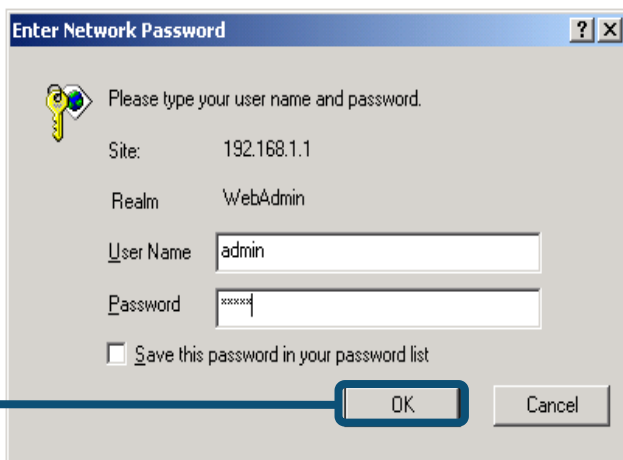 Enter Network Password
Please type your user name and password.
Site: 192.168.1.1
Realm WebAdmin
User Name admin
Password xxxxx
Save this password in your password list
OK Cancel